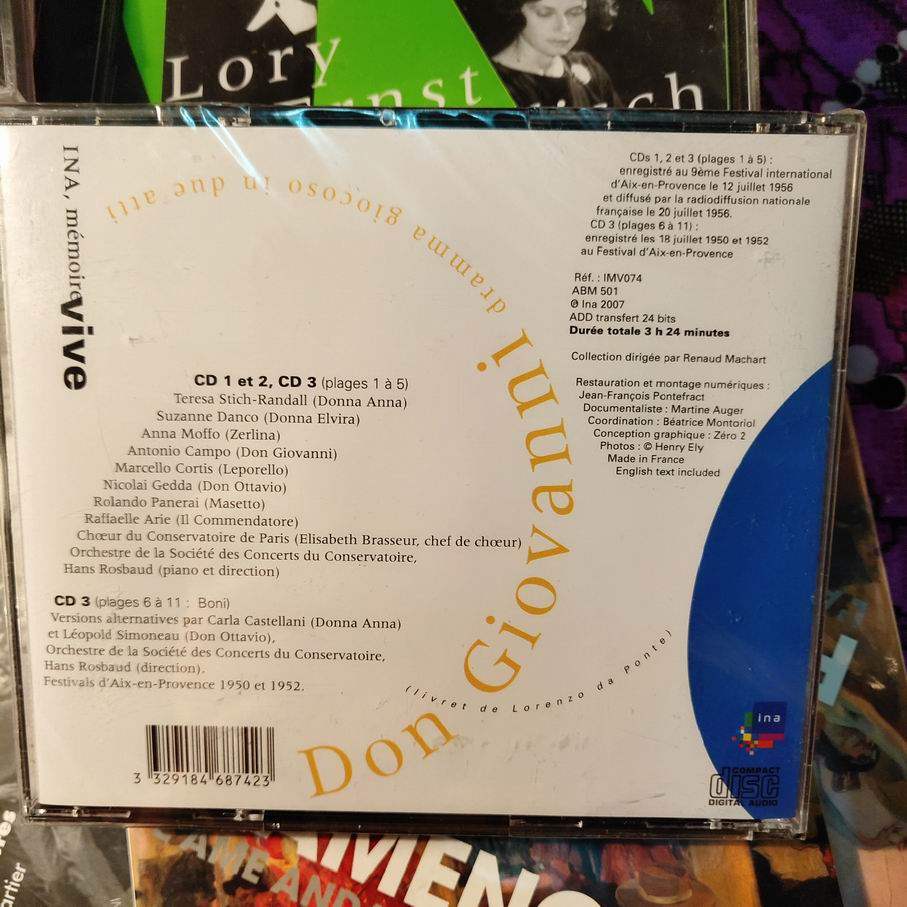 Lory
Ernst
INA, mémoire
vive
dramma giocoso in due atti
Don Giovanni
(livret de Lorenzo da Ponte)
CDs 1, 2 et 3 (plages 1 à 5) :
enregistré au 9ème Festival international
d'Aix-en-Provence le 12 juillet 1956
et diffusé par la radiodiffusion nationale
française le 20 juillet 1956.
CD 3 (plages 6 à 11) :
enregistré les 18 juillet 1950 et 1952
au Festival d'Aix-en-Provence
Réf. : IMV074
ABM 501
℗ Ina 2007
ADD transfert 24 bits
Durée totale 3 h 24 minutes
Collection dirigée par Renaud Machart
Restauration et montage numériques :
Jean-François Pontefract
Documentaliste : Martine Auger
Coordination : Béatrice Montoriol
Conception graphique : Zéro 2
Photos : © Henry Ely
Made in France
English text included
CD 1 et 2, CD 3 (plages 1 à 5)
Teresa Stich-Randall (Donna Anna)
Suzanne Danco (Donna Elvira)
Anna Moffo (Zerlina)
Antonio Campo (Don Giovanni)
Marcello Cortis (Leporello)
Nicolai Gedda (Don Ottavio)
Rolando Panerai (Masetto)
Raffaelle Arie (Il Commendatore)
Chœur du Conservatoire de Paris (Elisabeth Brasseur, chef de chœur)
Orchestre de la Société des Concerts du Conservatoire,
Hans Rosbaud (piano et direction)
CD 3 (plages 6 à 11 : Boni)
Versions alternatives par Carla Castellani (Donna Anna)
et Léopold Simoneau (Don Ottavio),
Orchestre de la Société des Concerts du Conservatoire,
Hans Rosbaud (direction).
Festivals d'Aix-en-Provence 1950 et 1952.
3 329184 687423
ina
COMPACT
disc
DIGITAL AUDIO
AME AND